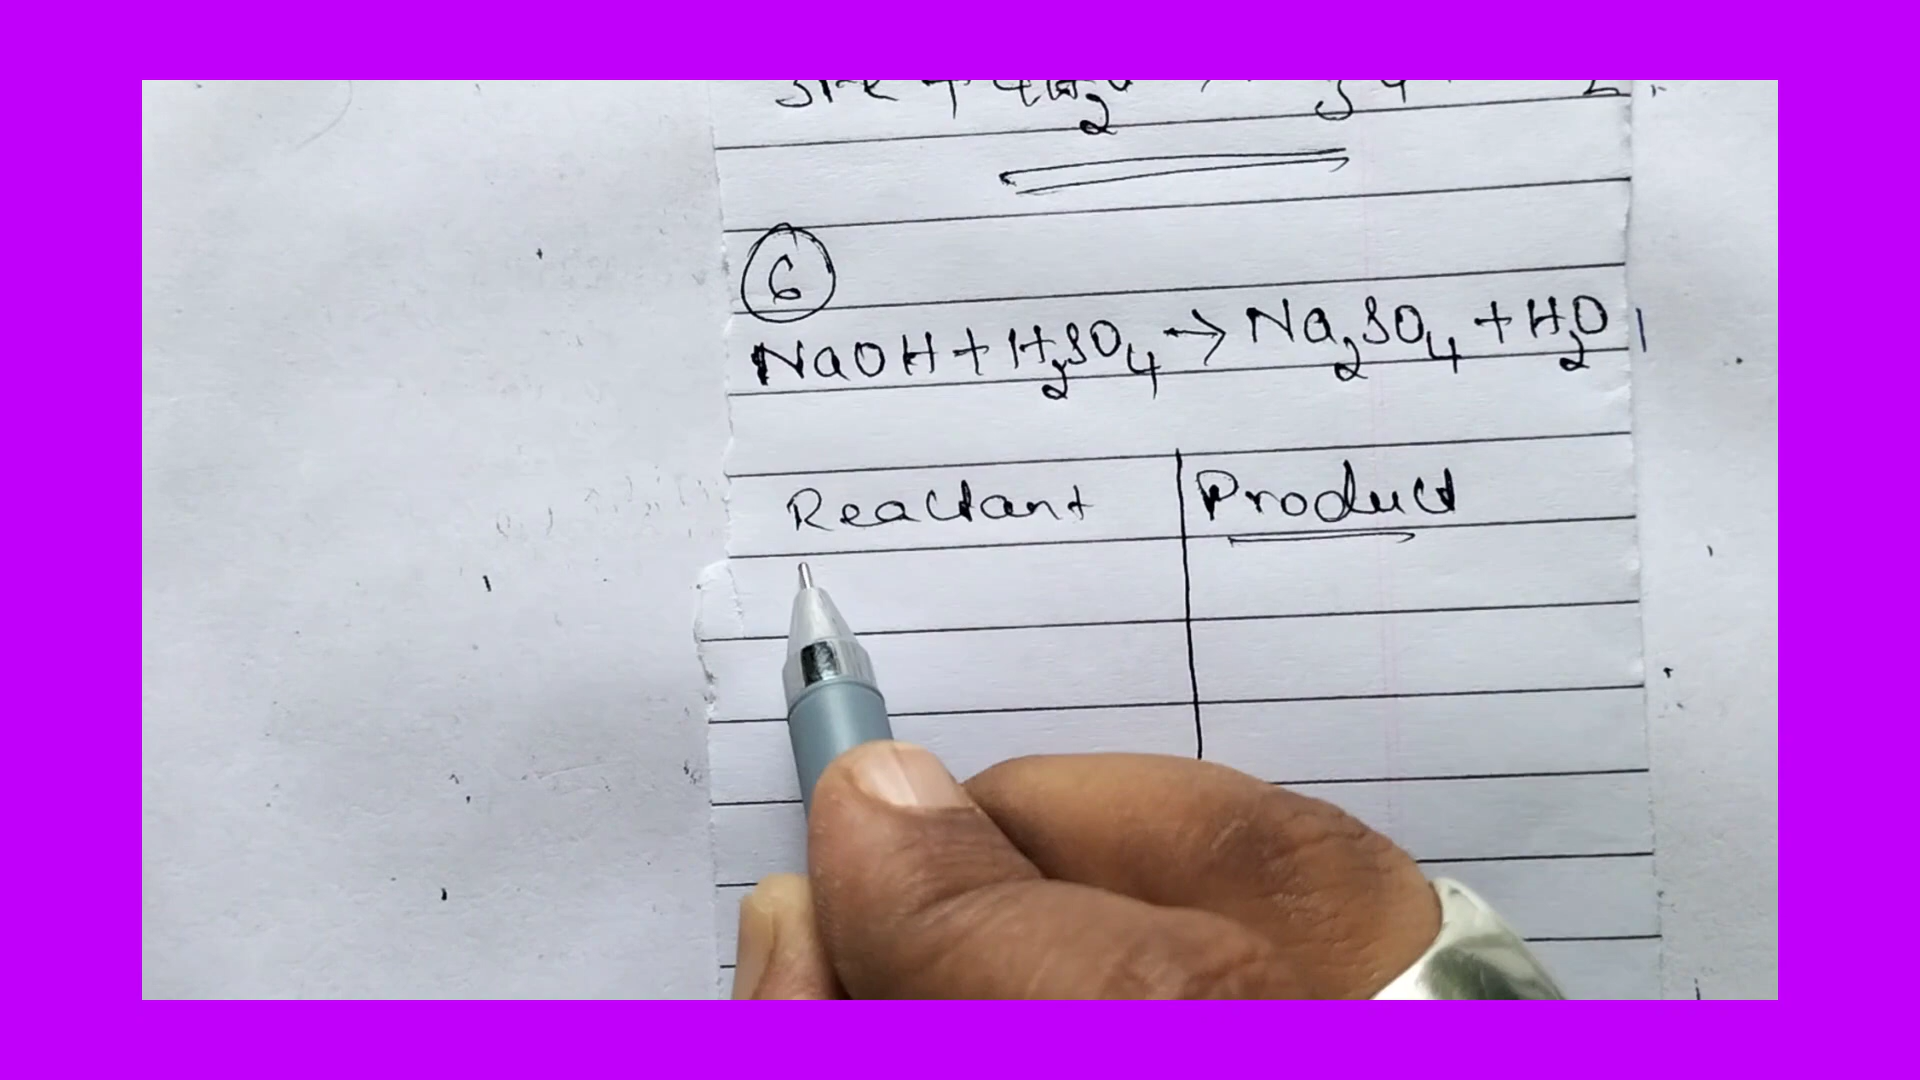 6
NaOH + H₂SO₄ → Na₂SO₄ + H₂O
Reactant Product